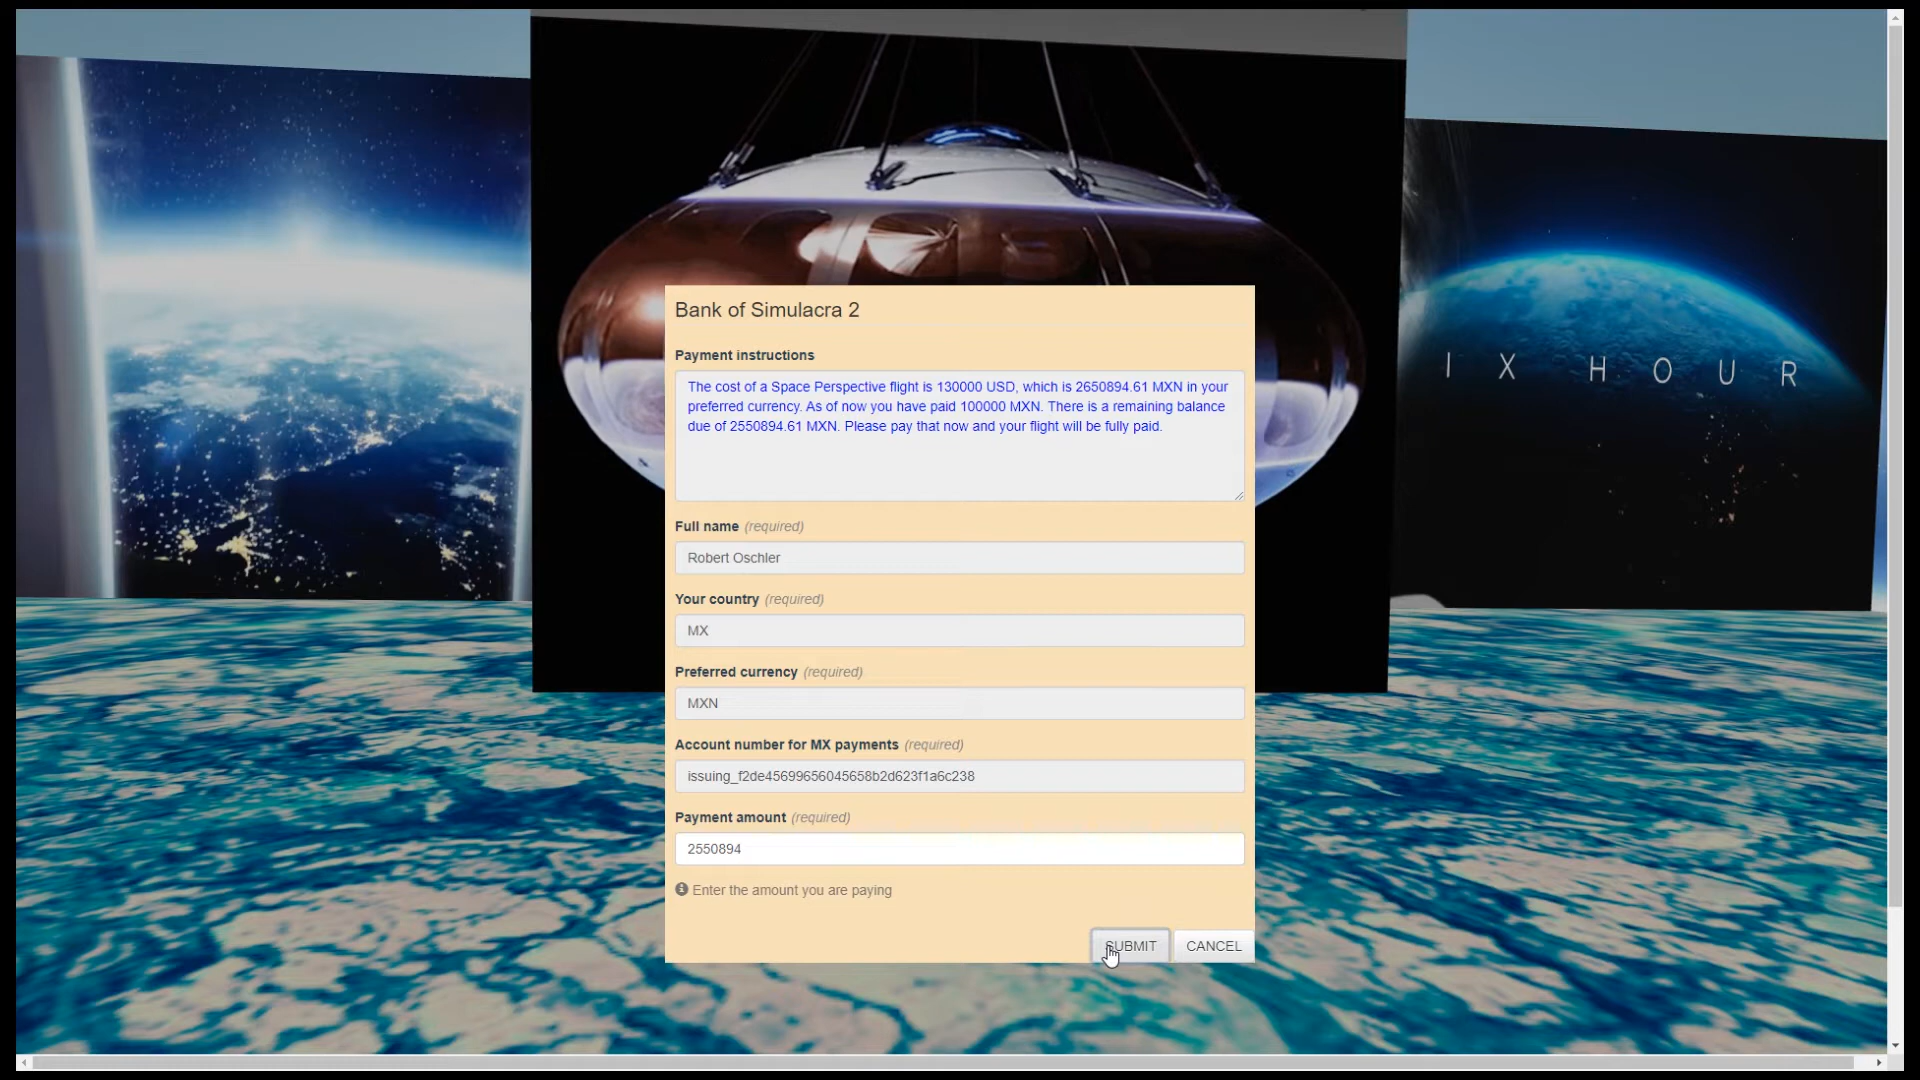 I X H O U R
Bank of Simulacra 2
Payment instructions
The cost of a Space Perspective flight is 130000 USD, which is 2650894.61 MXN in your
preferred currency. As of now you have paid 100000 MXN. There is a remaining balance
due of 2550894.61 MXN. Please pay that now and your flight will be fully paid.
Full name (required)
Robert Oschler
Your country (required)
MX
Preferred currency (required)
MXN
Account number for MX payments (required)
issuing_f2de45699656045658b2d623f1a6c238
Payment amount (required)
2550894
Enter the amount you are paying
SUBMIT CANCEL